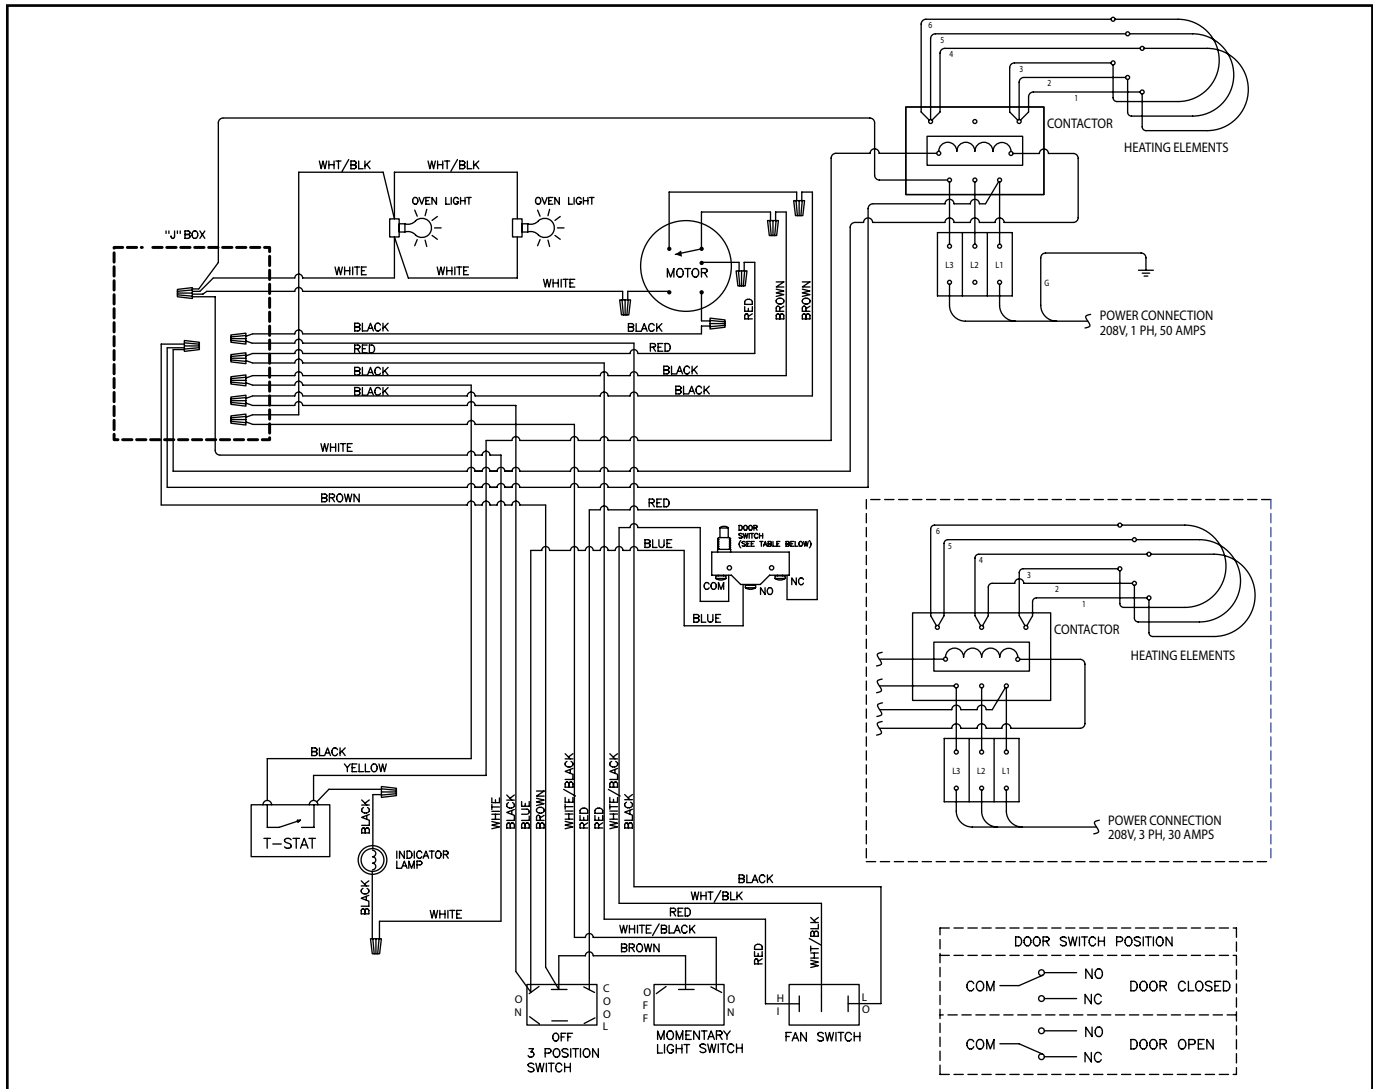 6
5
4
3
2
1
CONTACTOR
HEATING ELEMENTS
WHT/BLK
WHT/BLK
OVEN LIGHT
OVEN LIGHT
"J" BOX
WHITE
WHITE
WHITE
MOTOR
RED
BROWN
BROWN
L3
L2
L1
G
POWER CONNECTION
208V, 1 PH, 50 AMPS
BLACK
BLACK
RED
RED
BLACK
BLACK
BLACK
BLACK
WHITE
BROWN
RED
BLUE
DOOR
SWITCH
(SEE TABLE BELOW)
COM
NO
NC
BLUE
6
5
4
3
2
1
CONTACTOR
HEATING ELEMENTS
L3
L2
L1
POWER CONNECTION
208V, 3 PH, 30 AMPS
BLACK
YELLOW
T-STAT
BLACK
INDICATOR
LAMP
BLACK
WHITE
WHITE
BLACK
BLUE
BROWN
WHITE/BLACK
RED
RED
WHITE/BLACK
BLACK
BLACK
WHT/BLK
RED
WHITE/BLACK
BROWN
RED
WHT/BLK
ON
COOL
OFF
3 POSITION
SWITCH
OFF
ON
MOMENTARY
LIGHT SWITCH
HI
LO
FAN SWITCH
DOOR SWITCH POSITION
COM
NO
NC
DOOR CLOSED
COM
NO
NC
DOOR OPEN